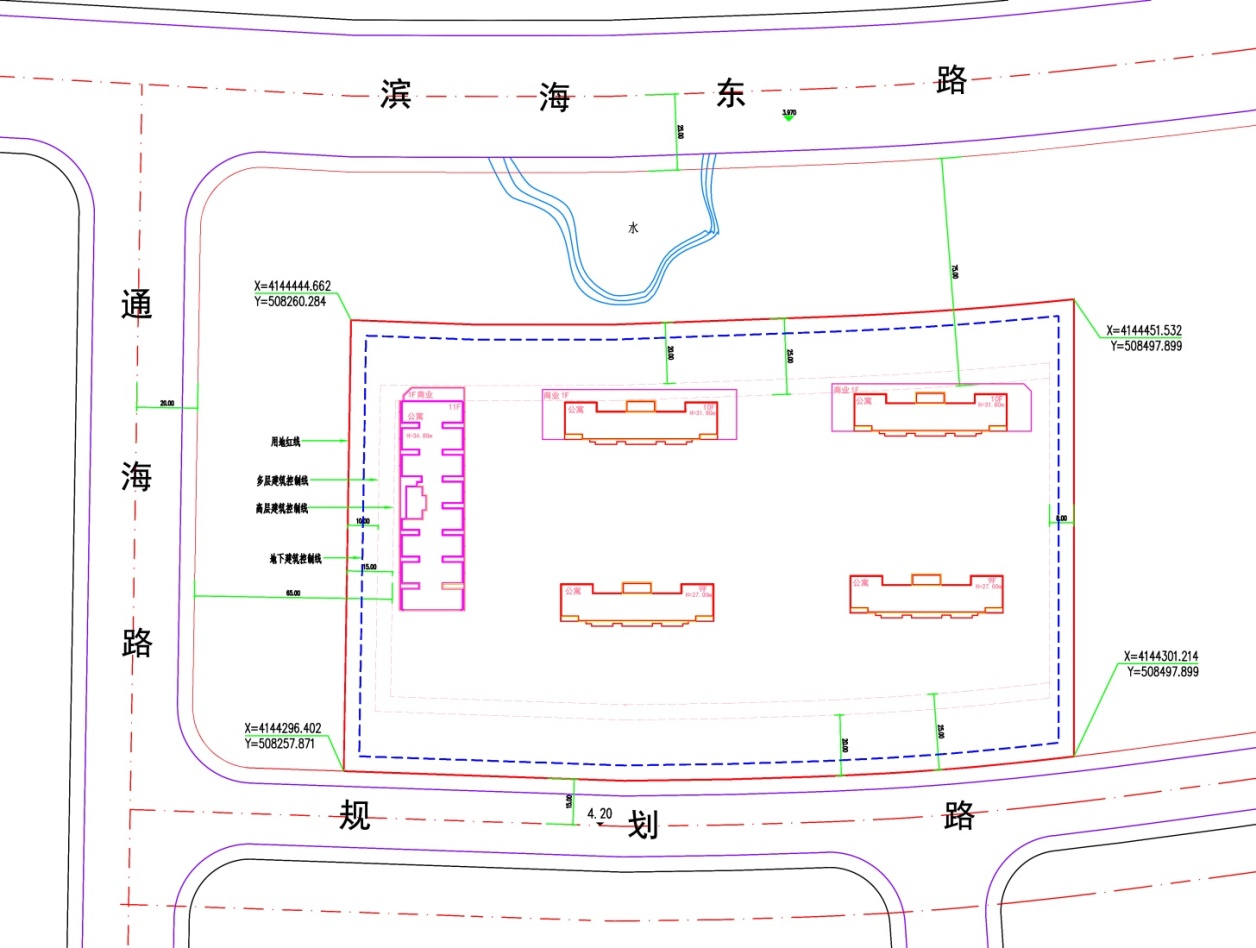 滨海东路
25.00
3.970
水
75.00
通海路
X=4144444.662
Y=508260.284
X=4144451.532
Y=508497.899
20.00
25.00
20.00
1F商业
11F
公寓
H=34.80m
商业1F
公寓
10F
H=31.80m
商业1F
公寓
10F
H=31.80m
用地红线
多层建筑控制线
高层建筑控制线
10.00
8.00
地下建筑控制线
15.00
65.00
公寓
9F
H=27.00m
公寓
9F
H=27.00m
X=4144301.214
Y=508497.899
X=4144296.402
Y=508257.871
20.00
25.00
15.00
4.20
规划路